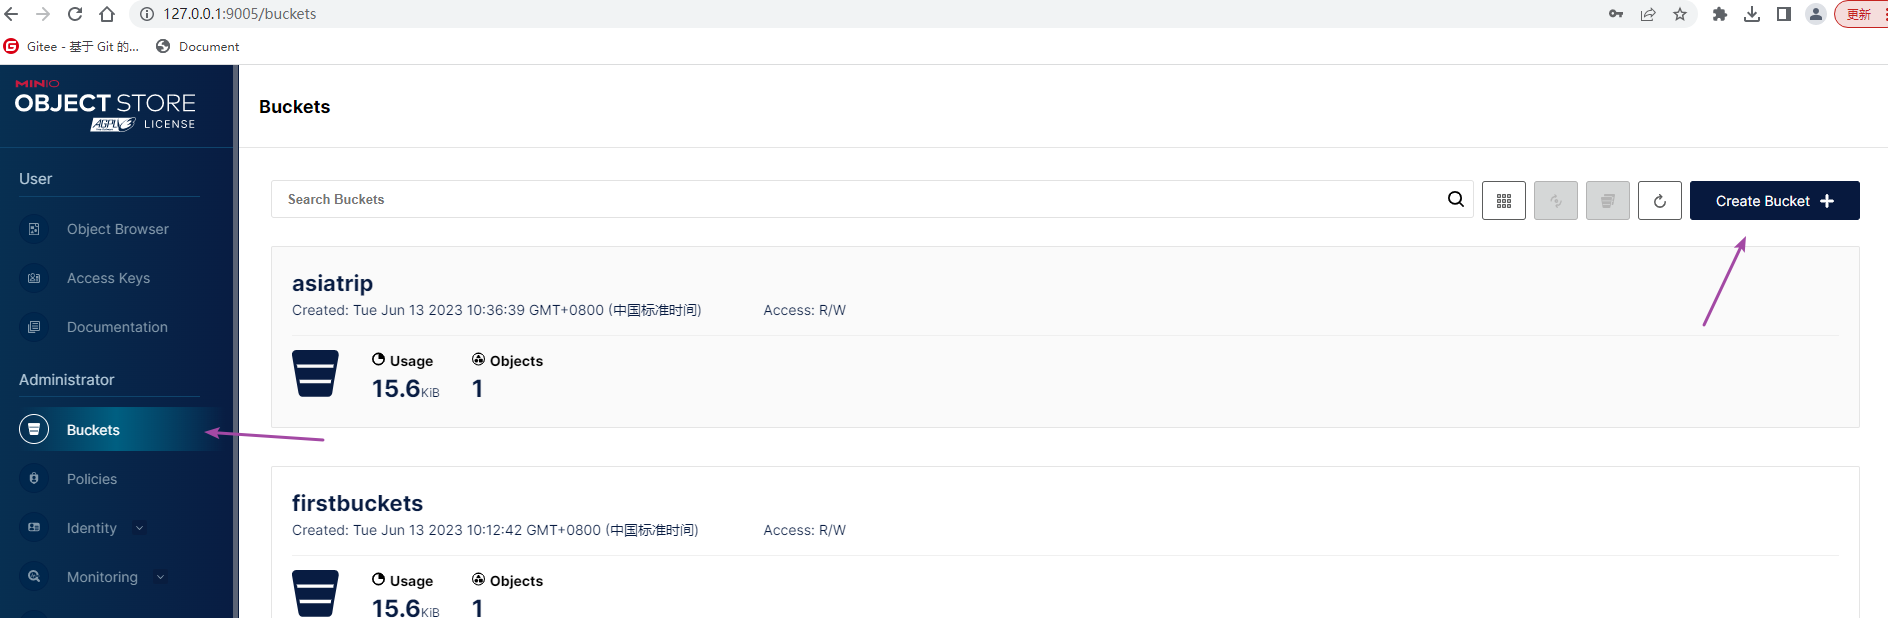 127.0.0.1:9005/buckets
更新
Gitee - 基于 Git 的...
Document
MINIO
OBJECT STORE
AGPLv3 LICENSE
User
Object Browser
Access Keys
Documentation
Administrator
Buckets
Policies
Identity
Monitoring
Buckets
Search Buckets
Create Bucket
asiatrip
Created: Tue Jun 13 2023 10:36:39 GMT+0800 (中国标准时间) Access: R/W
Usage Objects
15.6KiB 1
firstbuckets
Created: Tue Jun 13 2023 10:12:42 GMT+0800 (中国标准时间) Access: R/W
Usage Objects
15.6KiB 1